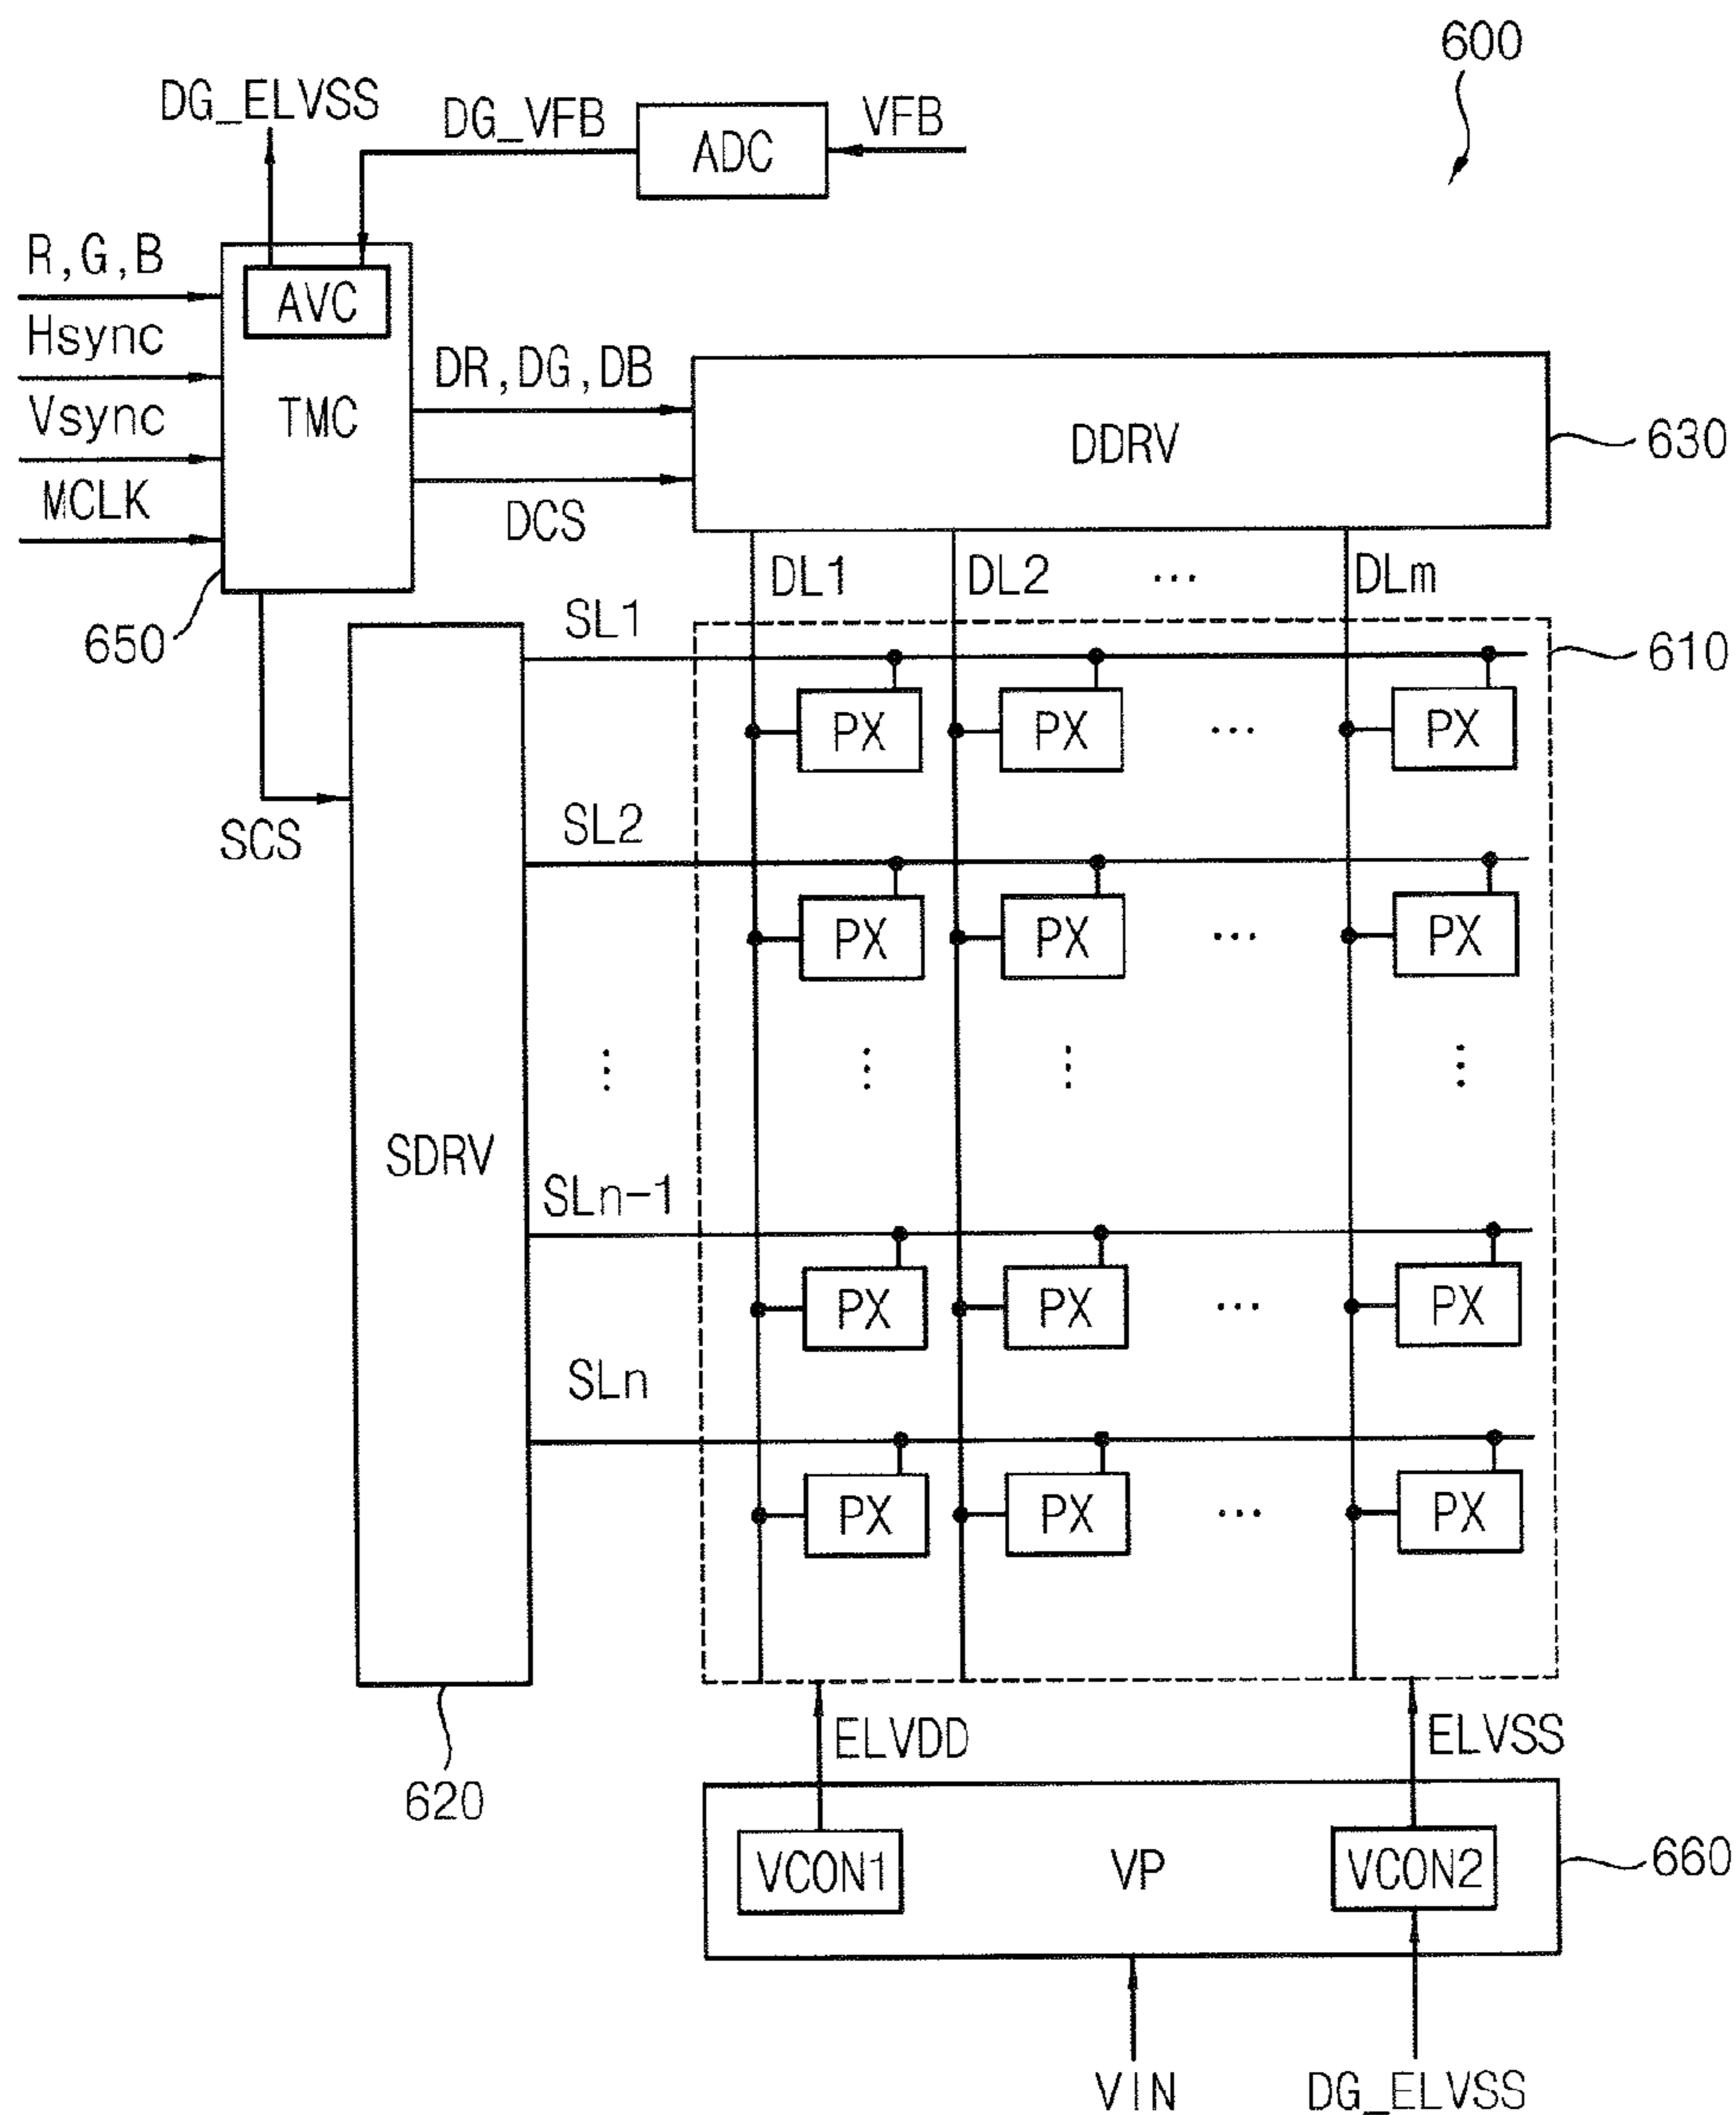 600
DG_ELVSS
DG_VFB
ADC
VFB
R,G,B
AVC
Hsync
DR,DG,DB
Vsync
TMC
DDRV
630
MCLK
DCS
DL1
DL2
...
DLm
650
SL1
610
PX
PX
...
PX
SCS
SL2
PX
PX
...
PX
SDRV
SLn-1
PX
PX
...
PX
SLn
PX
PX
...
PX
ELVDD
ELVSS
620
VCON1
VP
VCON2
660
VIN
DG_ELVSS